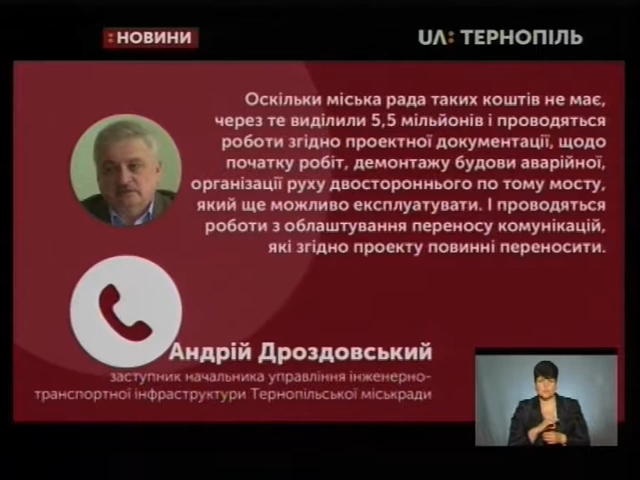 :НОВИНИ
UA: ТЕРНОПІЛЬ
Оскільки міська рада таких коштів не має,
через те виділили 5,5 мільйонів і проводяться
роботи згідно проектної документації, щодо
початку робіт, демонтажу будови аварійної,
організації руху двостороннього по тому мосту,
який ще можливо експлуатувати. І проводяться
роботи з облаштування переносу комунікацій,
які згідно проекту повинні переносити.
Андрій Дроздовський
заступник начальника управління інженерно-
транспортної інфраструктури Тернопільської міськради